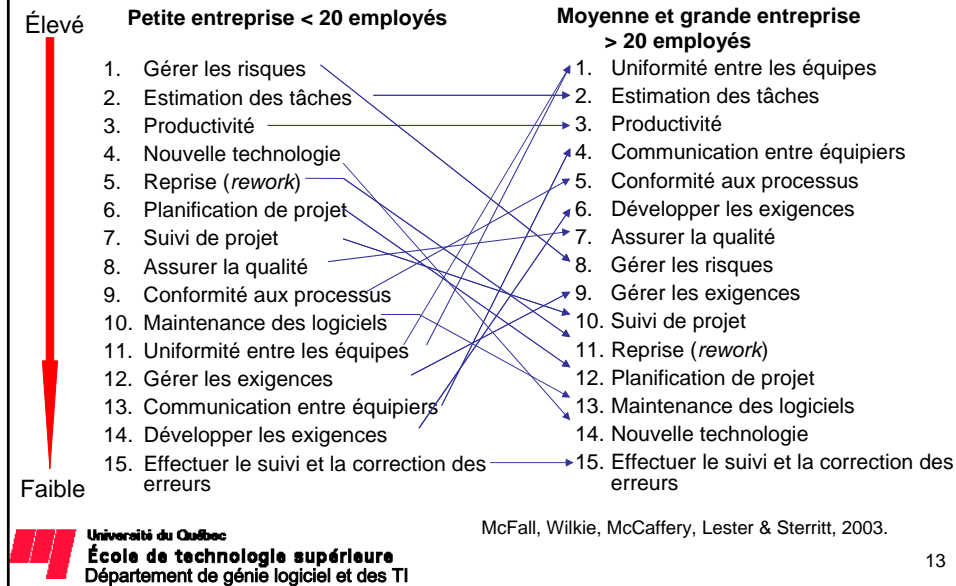 Élevé
Petite entreprise < 20 employés
1. Gérer les risques
2. Estimation des tâches
3. Productivité
4. Nouvelle technologie
5. Reprise (rework)
6. Planification de projet
7. Suivi de projet
8. Assurer la qualité
9. Conformité aux processus
10. Maintenance des logiciels
11. Uniformité entre les équipes
12. Gérer les exigences
13. Communication entre équipiers
14. Développer les exigences
15. Effectuer le suivi et la correction des
erreurs
Moyenne et grande entreprise
> 20 employés
1. Uniformité entre les équipes
2. Estimation des tâches
3. Productivité
4. Communication entre équipiers
5. Conformité aux processus
6. Développer les exigences
7. Assurer la qualité
8. Gérer les risques
9. Gérer les exigences
10. Suivi de projet
11. Reprise (rework)
12. Planification de projet
13. Maintenance des logiciels
14. Nouvelle technologie
15. Effectuer le suivi et la correction des
erreurs
Faible
McFall, Wilkie, McCaffery, Lester & Sterritt, 2003.
Université du Québec
École de technologie supérieure
Département de génie logiciel et des TI
13